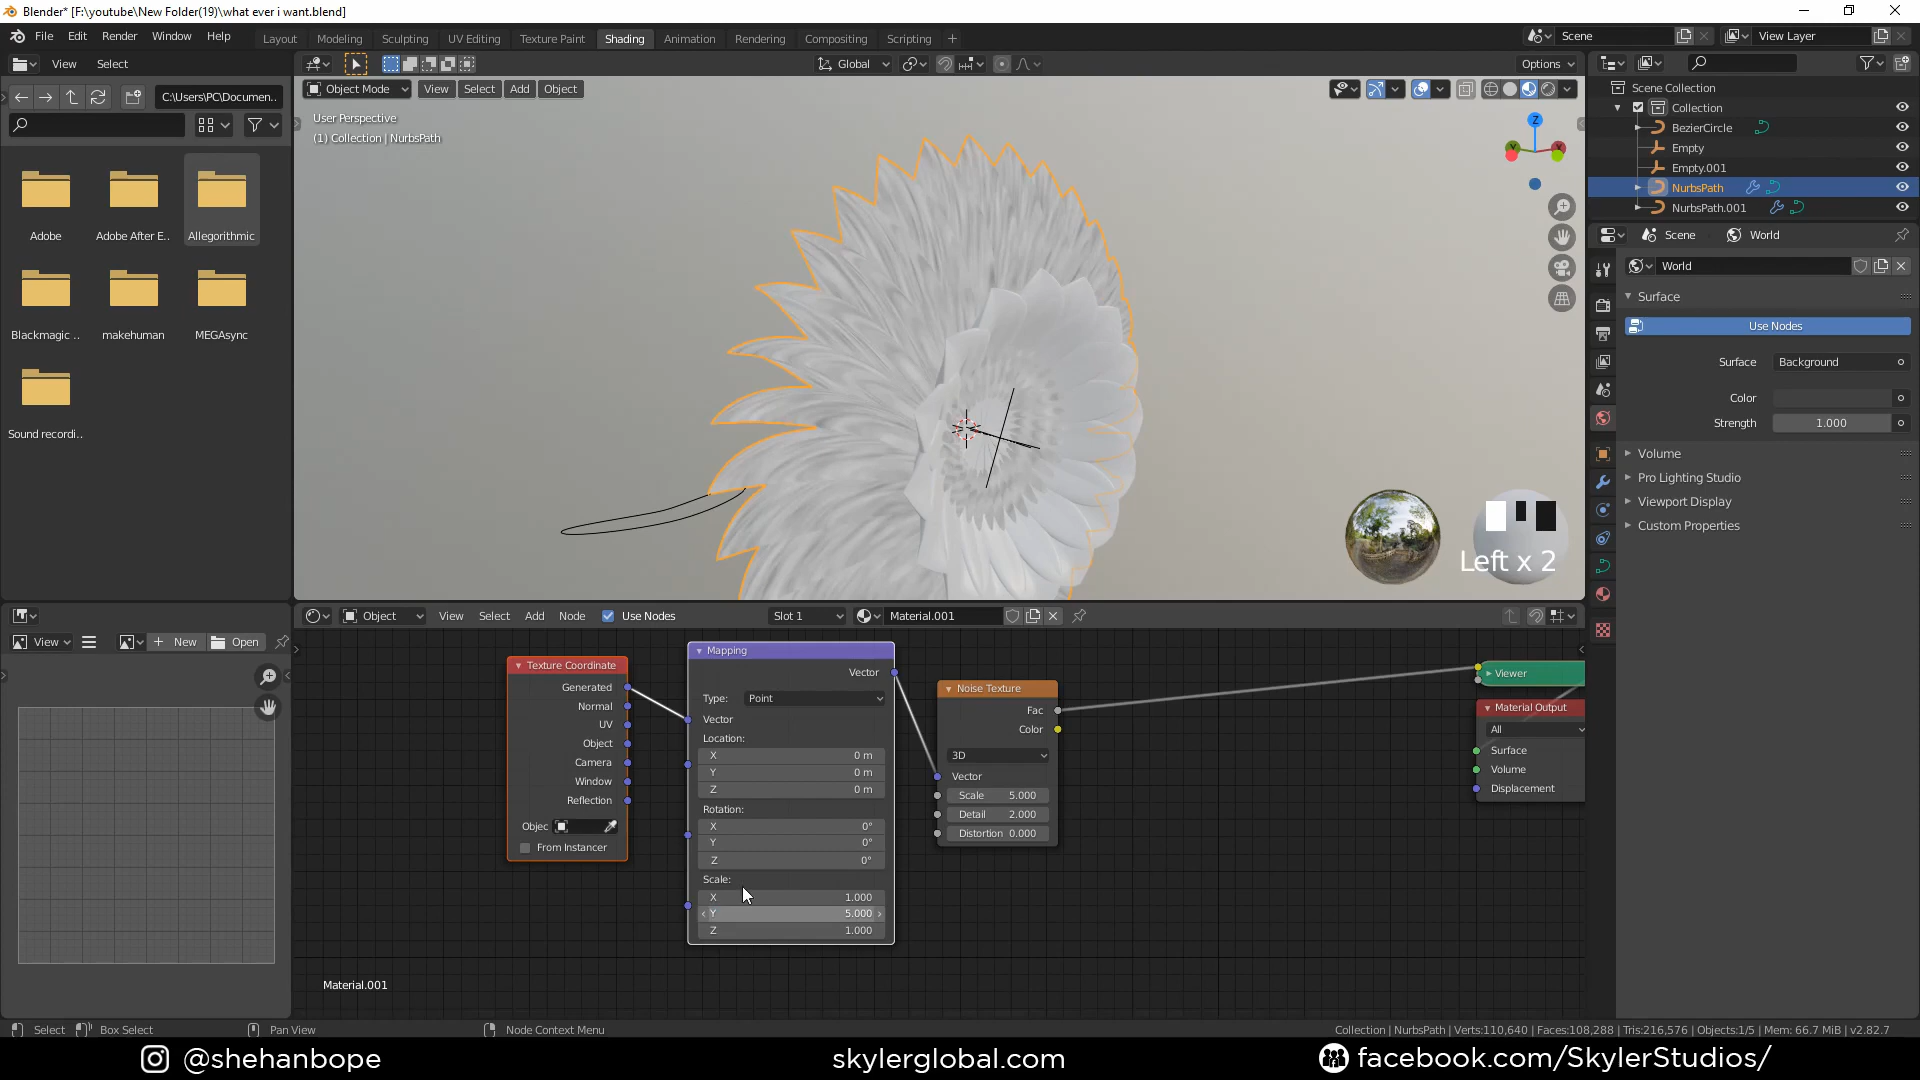 Blender* [F:\youtube\New Folder(19)\what ever i want.blend]
File Edit Render Window Help
Layout Modeling Sculpting UV Editing Texture Paint Shading Animation Rendering Compositing Scripting
Scene View Layer
View Select
Global Options
C:\Users\PC\Documen..
Object Mode View Select Add Object
User Perspective
(1) Collection | NurbsPath
Adobe Adobe After E.. Allegorithmic
Blackmagic .. makehuman MEGAsync
Sound recordi..
Z
Left x 2
Scene Collection
Collection
BezierCircle
Empty
Empty.001
NurbsPath
NurbsPath.001
Scene World
World
Surface
Use Nodes
Surface Background
Color
Strength 1.000
Volume
Pro Lighting Studio
Viewport Display
Custom Properties
View New Open
Object View Select Add Node Use Nodes Slot 1 Material.001
Texture Coordinate
Generated
Normal
UV
Object
Camera
Window
Reflection
Objec
From Instancer
Mapping
Vector
Type: Point
Vector
Location:
X 0 m
Y 0 m
Z 0 m
Rotation:
X 0°
Y 0°
Z 0°
Scale:
X 1.000
Y 5.000
Z 1.000
Noise Texture
Fac
Color
3D
Vector
Scale 5.000
Detail 2.000
Distortion 0.000
Viewer
Material Output
All
Surface
Volume
Displacement
Material.001
Select Box Select Pan View Node Context Menu
Collection | NurbsPath | Verts:110,640 | Faces:108,288 | Tris:216,576 | Objects:1/5 | Mem: 66.7 MiB | v2.82.7
@shehanbope skylerglobal.com facebook.com/SkylerStudios/